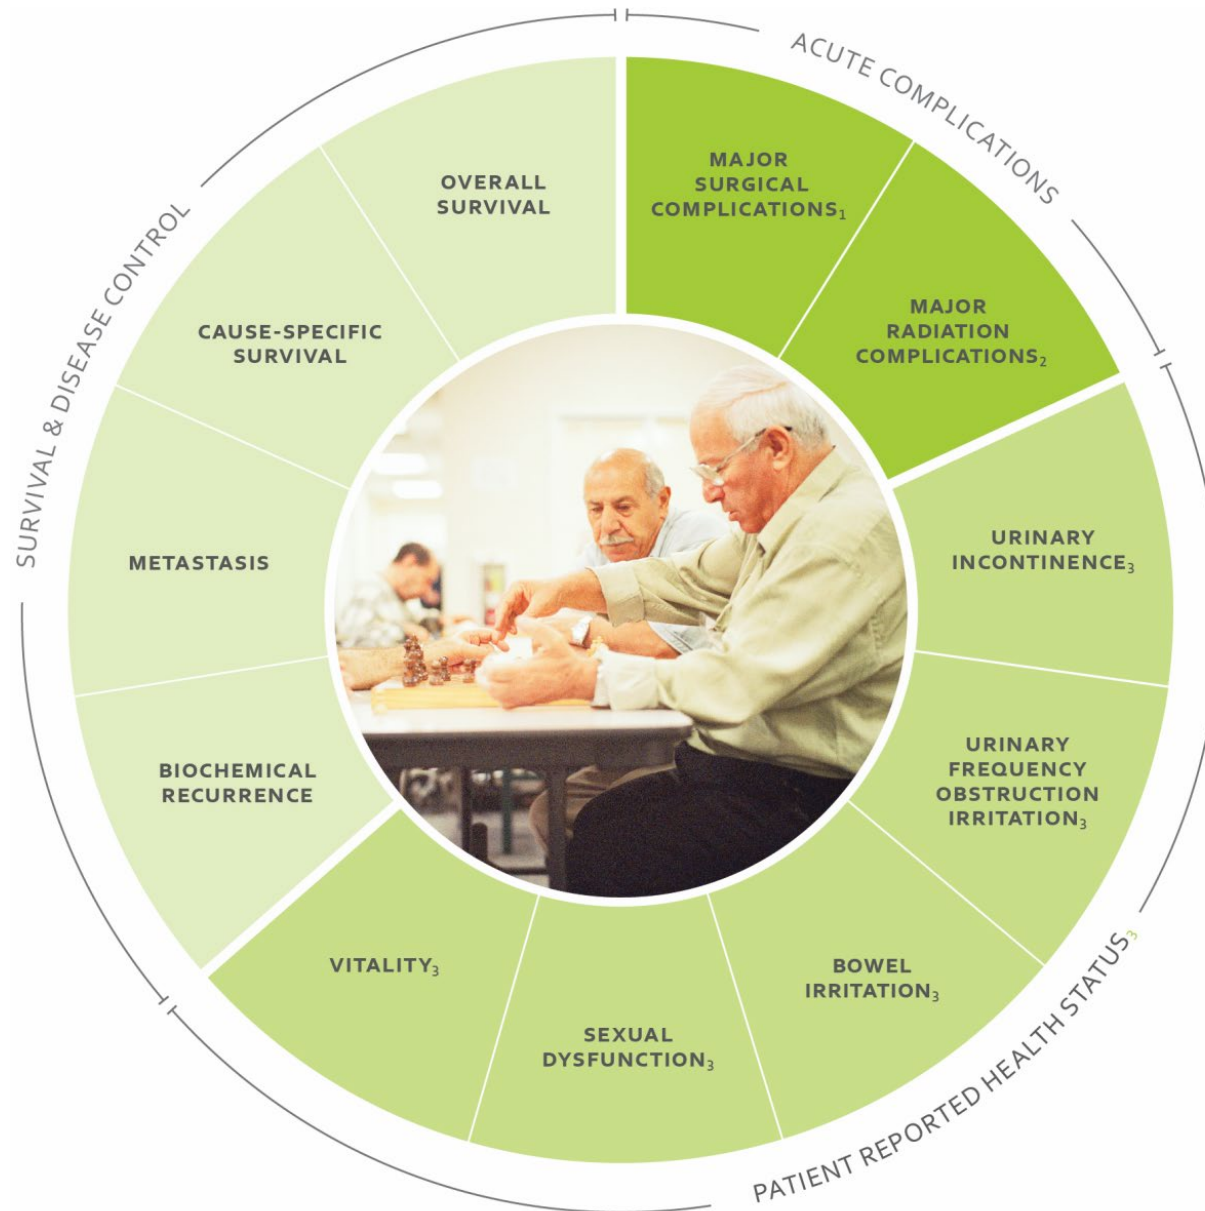 ACUTE COMPLICATIONS
MAJOR
SURGICAL
COMPLICATIONS₁
MAJOR
RADIATION
COMPLICATIONS₂
PATIENT REPORTED HEALTH STATUS₃
URINARY
INCONTINENCE₃
URINARY
FREQUENCY
OBSTRUCTION
IRRITATION₃
BOWEL
IRRITATION₃
SEXUAL
DYSFUNCTION₃
VITALITY₃
SURVIVAL & DISEASE CONTROL
BIOCHEMICAL
RECURRENCE
METASTASIS
CAUSE-SPECIFIC
SURVIVAL
OVERALL
SURVIVAL